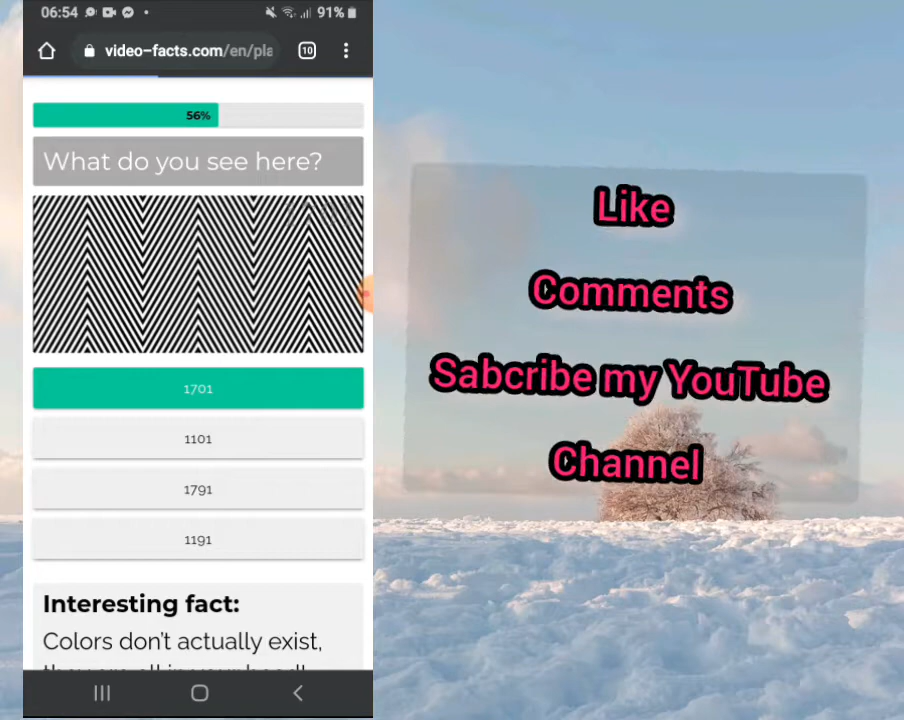 06:54
91%
video-facts.com/en/pla
10
56%
What do you see here?
1701
1101
1791
1191
Interesting fact:
Colors don't actually exist,
Like
Comments
Sabcribe my YouTube
Channel